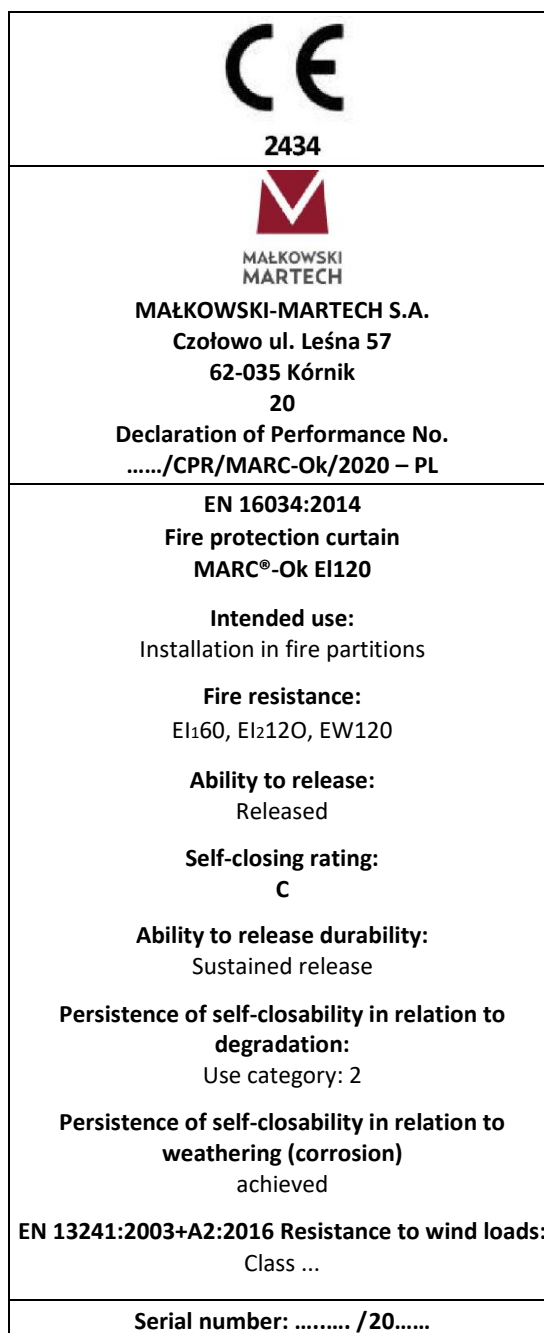 CE
2434
MAŁKOWSKI
MARTECH
MAŁKOWSKI-MARTECH S.A.
Czołowo ul. Leśna 57
62-035 Kórnik
20
Declaration of Performance No.
……/CPR/MARC-Ok/2020 – PL
EN 16034:2014
Fire protection curtain
MARC®-Ok El120
Intended use:
Installation in fire partitions
Fire resistance:
EI160, EI212O, EW120
Ability to release:
Released
Self-closing rating:
C
Ability to release durability:
Sustained release
Persistence of self-closability in relation to
degradation:
Use category: 2
Persistence of self-closability in relation to
weathering (corrosion)
achieved
EN 13241:2003+A2:2016 Resistance to wind loads:
Class ...
Serial number: …..…. /20……